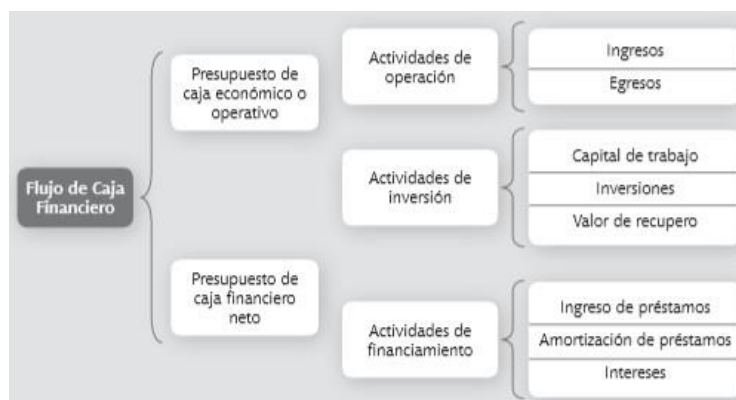 Flujo de Caja
Financiero
Presupuesto de
caja económico o
operativo
Presupuesto de
caja financiero
neto
Actividades de
operación
Actividades de
inversión
Actividades de
financiamiento
Ingresos
Egresos
Capital de trabajo
Inversiones
Valor de recupero
Ingreso de préstamos
Amortización de préstamos
Intereses